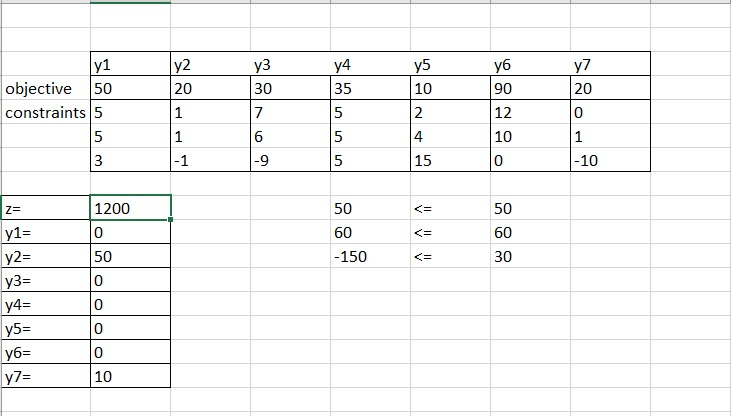 y1 y2 y3 y4 y5 y6 y7
objective 50 20 30 35 10 90 20
constraints 5 1 7 5 2 12 0
5 1 6 5 4 10 1
3 -1 -9 5 15 0 -10
z= 1200 50 <= 50
y1= 0 60 <= 60
y2= 50 -150 <= 30
y3= 0
y4= 0
y5= 0
y6= 0
y7= 10